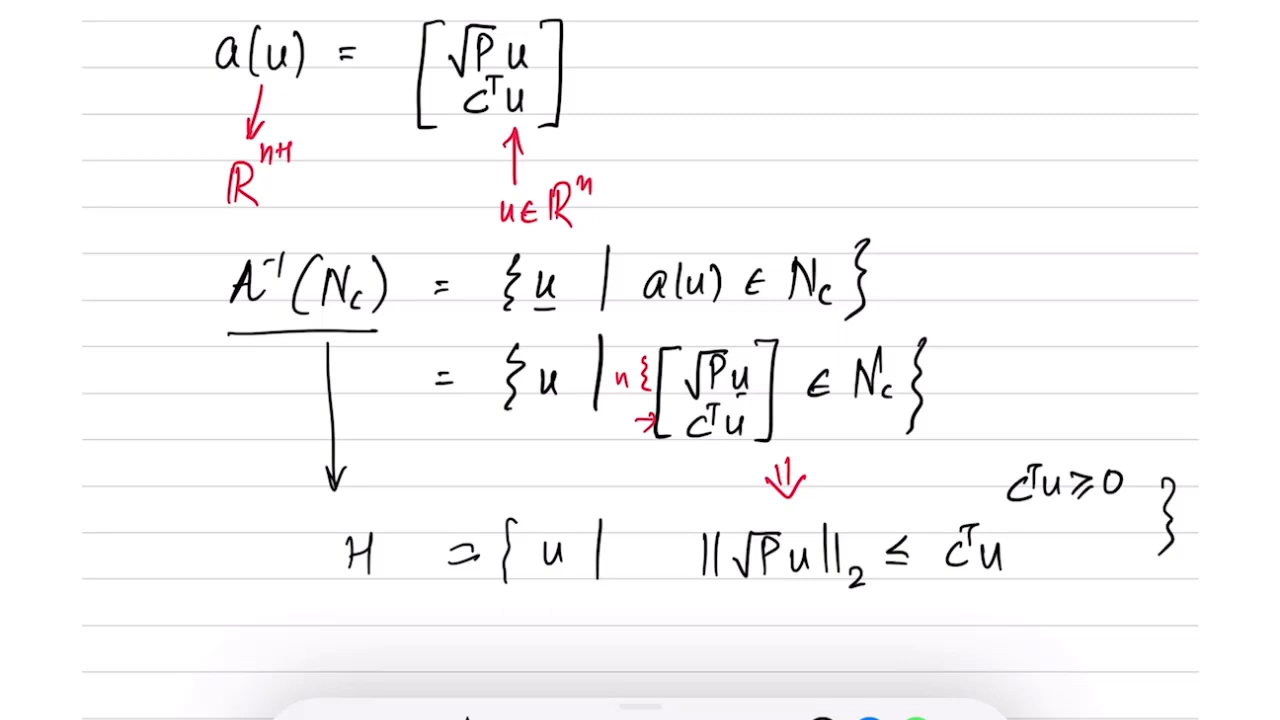 a(u) = [ √P u
cᵀu ]
ℝⁿ⁺¹
u ∈ ℝⁿ
A⁻¹(N_c) = { u | a(u) ∈ N_c }
= { u | n { [ √P u
→ cᵀu ] ∈ N_c }
⇓
cᵀu ⩾ 0
H = { u | ||√P u||₂ ≤ cᵀu }